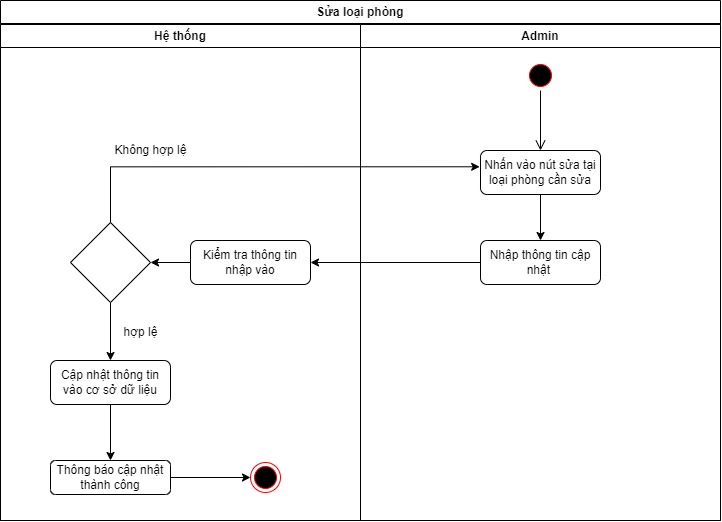 Sửa loại phòng
Hệ thống
Admin
Không hợp lệ
Nhấn vào nút sửa tại
loại phòng cần sửa
Kiểm tra thông tin
nhập vào
Nhập thông tin cập
nhật
hợp lệ
Cập nhật thông tin
vào cơ sở dữ liệu
Thông báo cập nhật
thành công